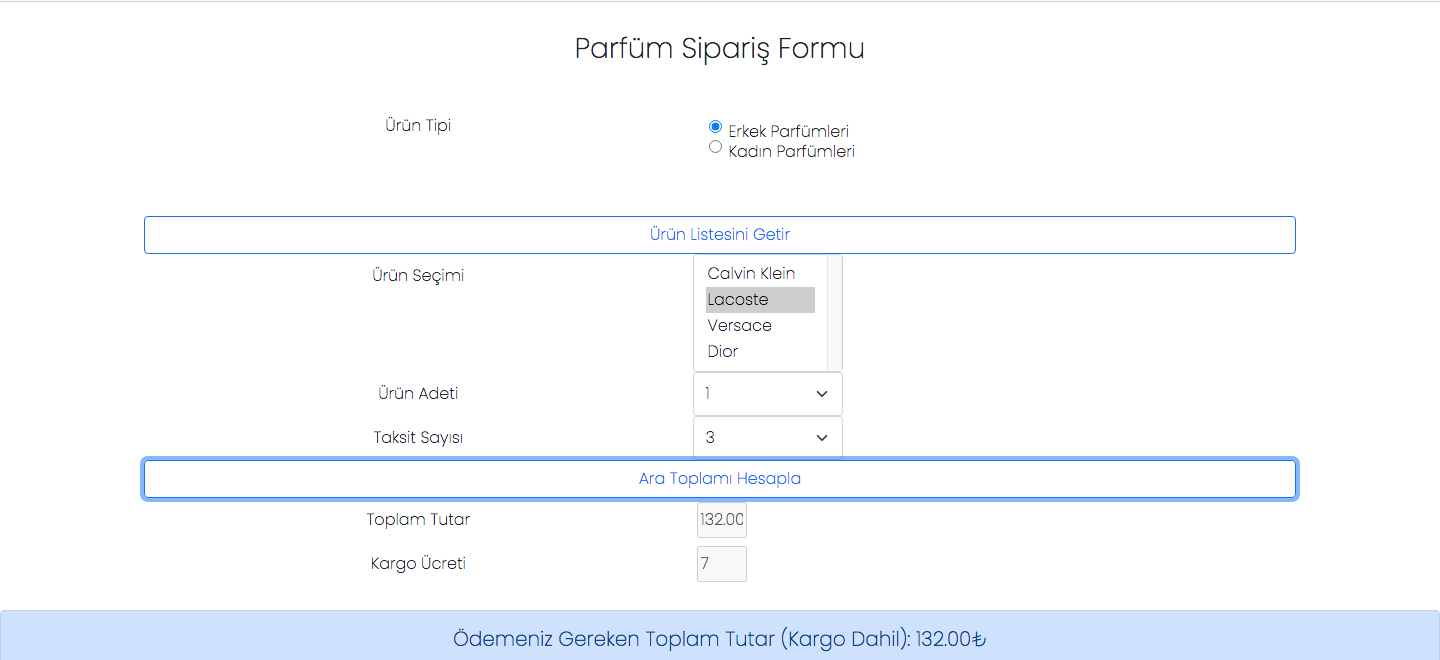 Parfüm Sipariş Formu
Ürün Tipi
Erkek Parfümleri
Kadın Parfümleri
Ürün Listesini Getir
Ürün Seçimi
Calvin Klein
Lacoste
Versace
Dior
Ürün Adeti
1
Taksit Sayısı
3
Ara Toplamı Hesapla
Toplam Tutar
132.00
Kargo Ücreti
7
Ödemeniz Gereken Toplam Tutar (Kargo Dahil): 132.00₺